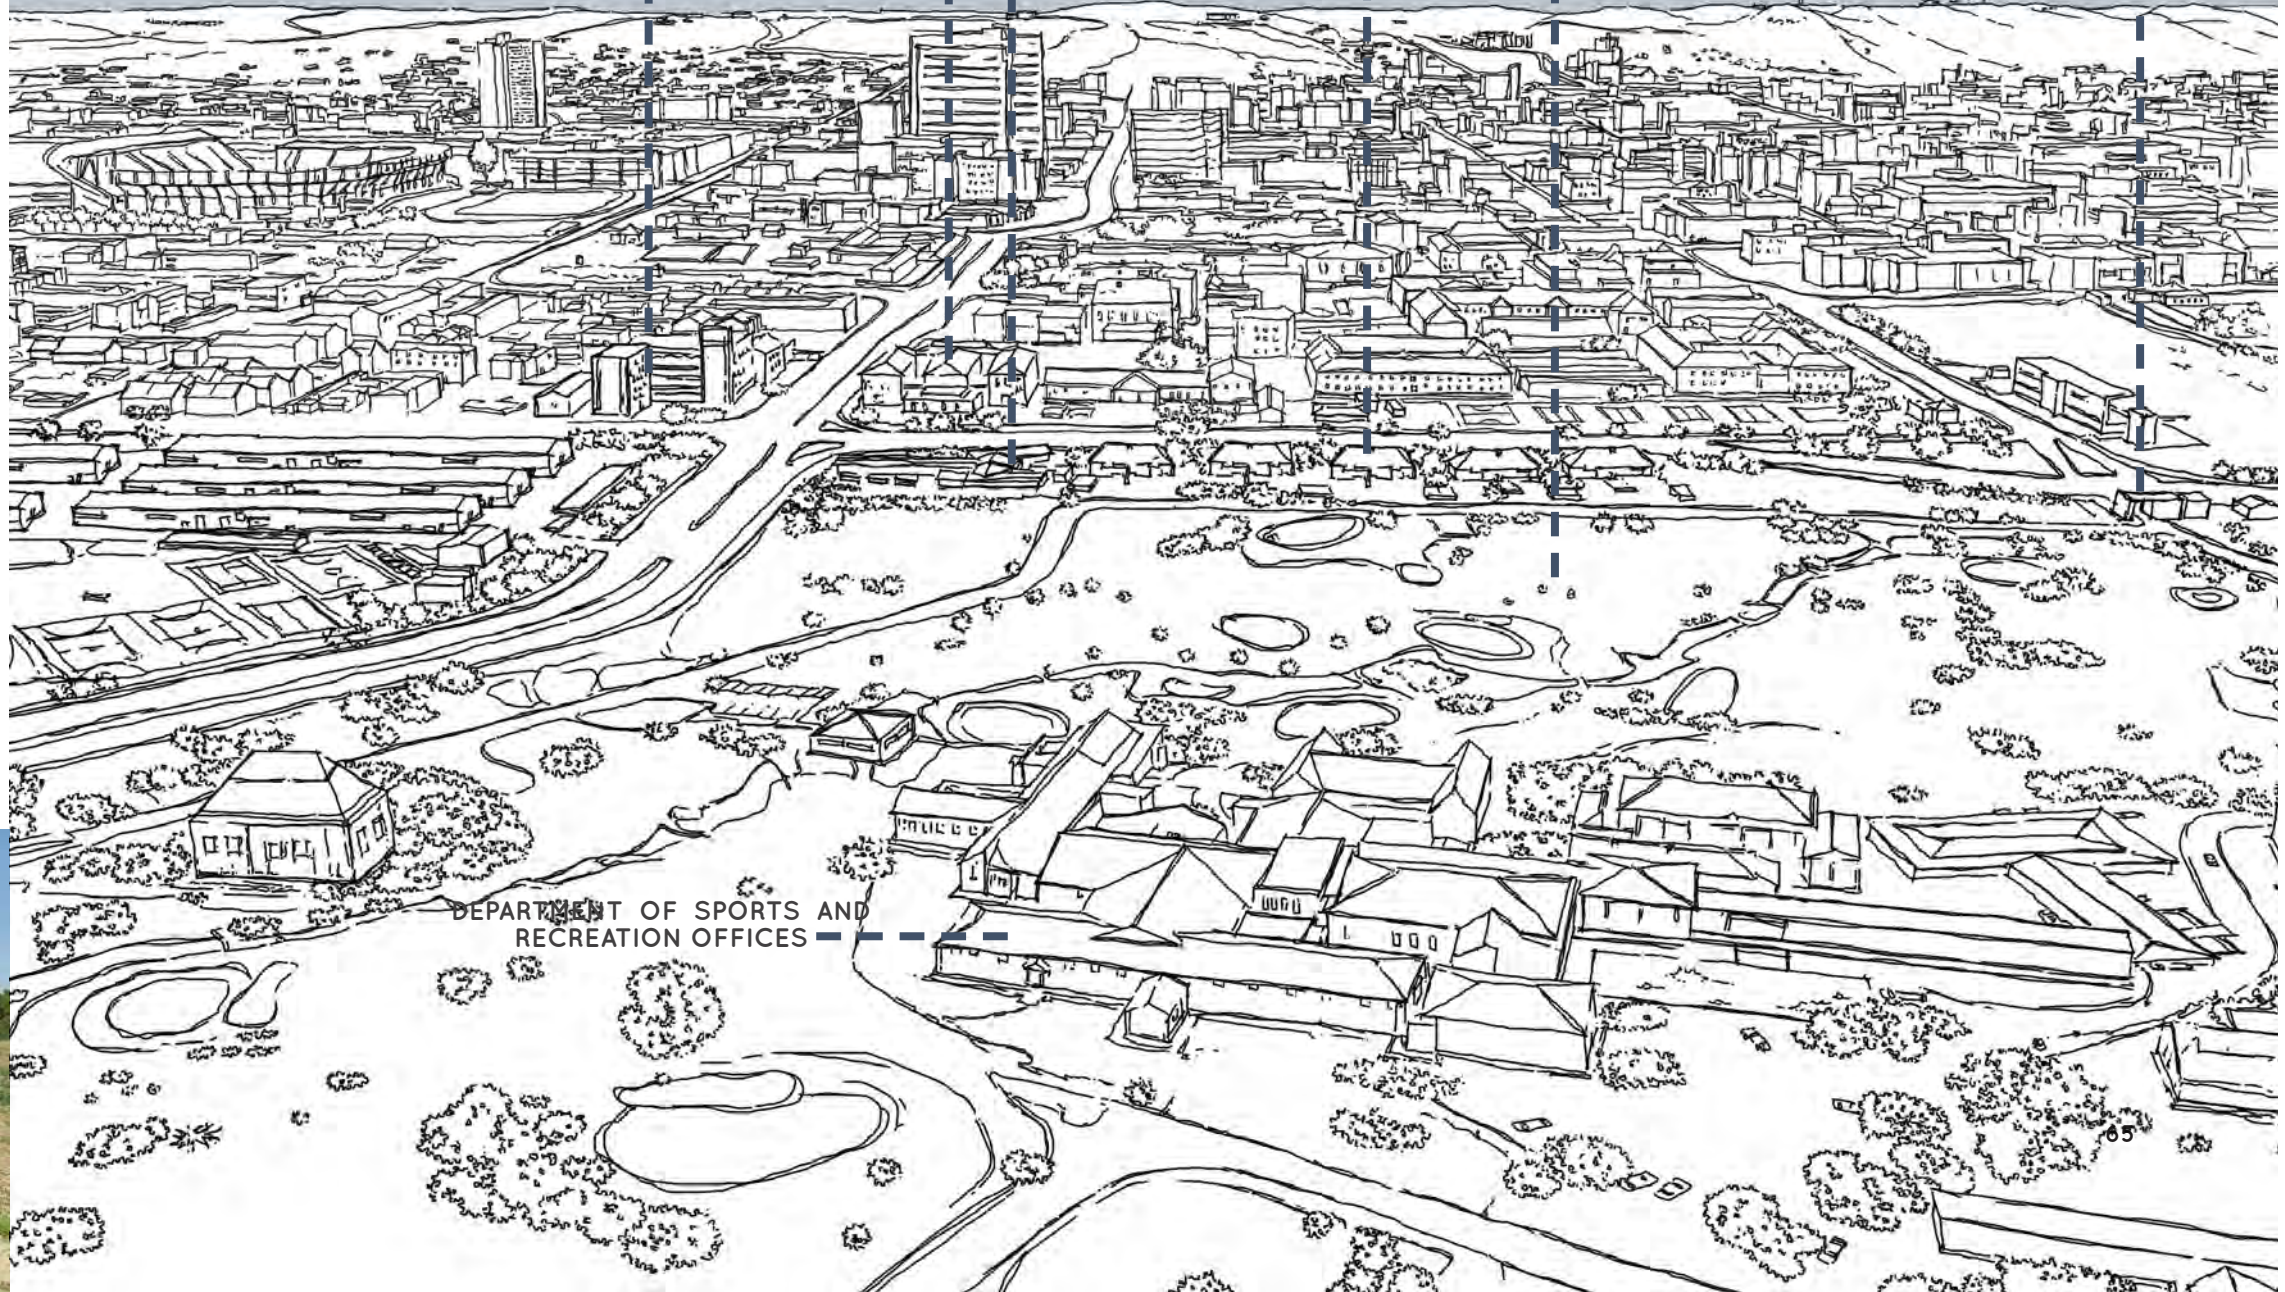 DEPARTMENT OF SPORTS AND
RECREATION OFFICES
65